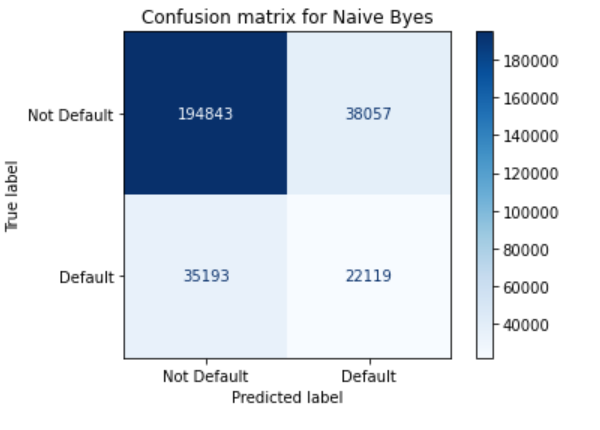 Confusion matrix for Naive Byes
True label
Not Default
194843
38057
Default
35193
22119
Not Default
Default
Predicted label
180000
160000
140000
120000
100000
80000
60000
40000